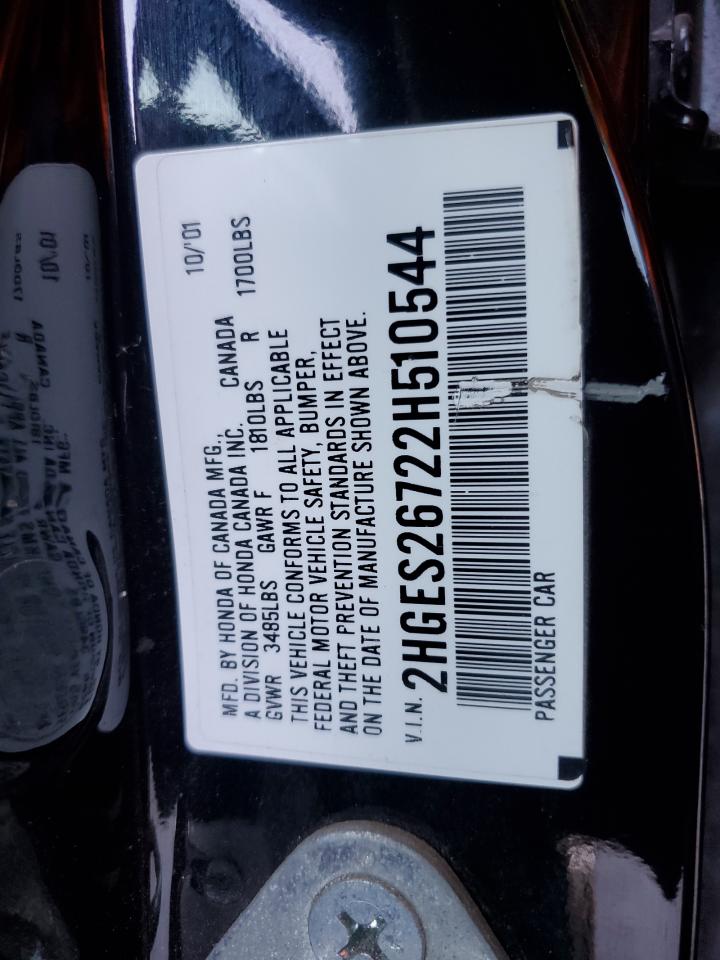 MFD. BY HONDA OF CANADA MFG., 10/'01
A DIVISION OF HONDA CANADA INC. CANADA
GVWR 3485LBS GAWR F 1810LBS R 1700LBS
THIS VEHICLE CONFORMS TO ALL APPLICABLE
FEDERAL MOTOR VEHICLE SAFETY, BUMPER,
AND THEFT PREVENTION STANDARDS IN EFFECT
ON THE DATE OF MANUFACTURE SHOWN ABOVE.
V.I.N. 2HGES26722H510544
PASSENGER CAR